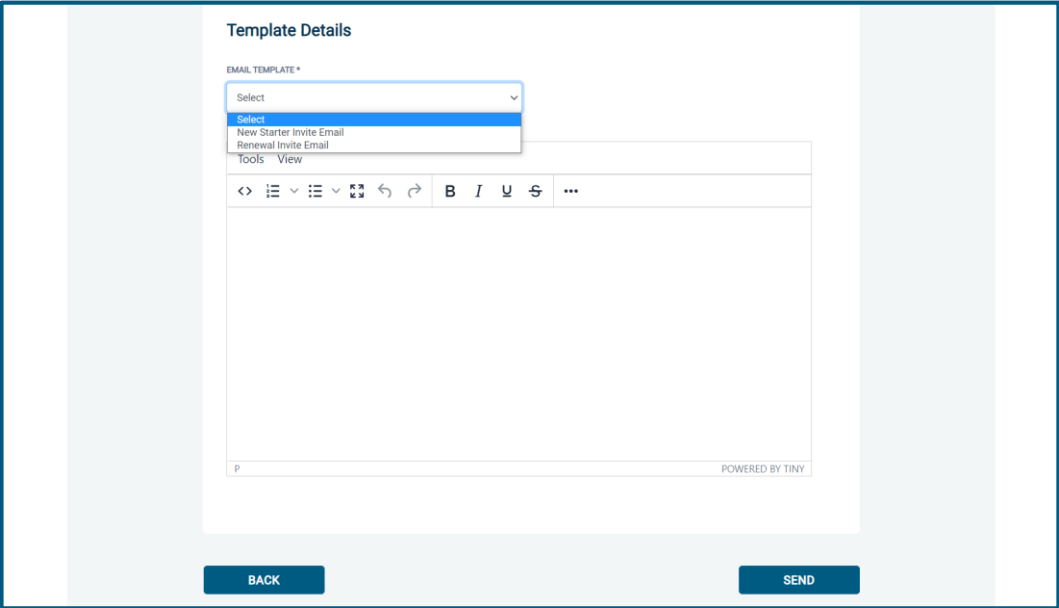 Template Details
EMAIL TEMPLATE *
Select
Select
New Starter Invite Email
Renewal Invite Email
Tools View
B I U S
P POWERED BY TINY
BACK SEND